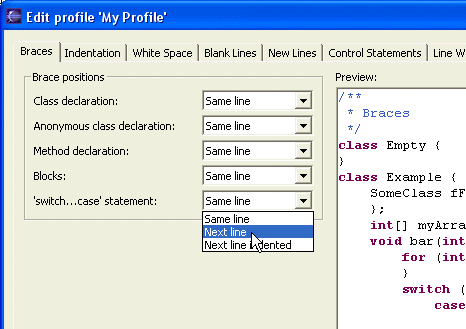 Edit profile 'My Profile'
Braces Indentation White Space Blank Lines New Lines Control Statements Line W
Brace positions
Class declaration: Same line
Anonymous class declaration: Same line
Method declaration: Same line
Blocks: Same line
'switch...case' statement: Same line
Same line
Next line
Next line indented
Preview:
/**
* Braces
*/
class Empty {
}
class Example {
SomeClass fF
};
int[] myArra
void bar(int
for (int
}
switch (
case